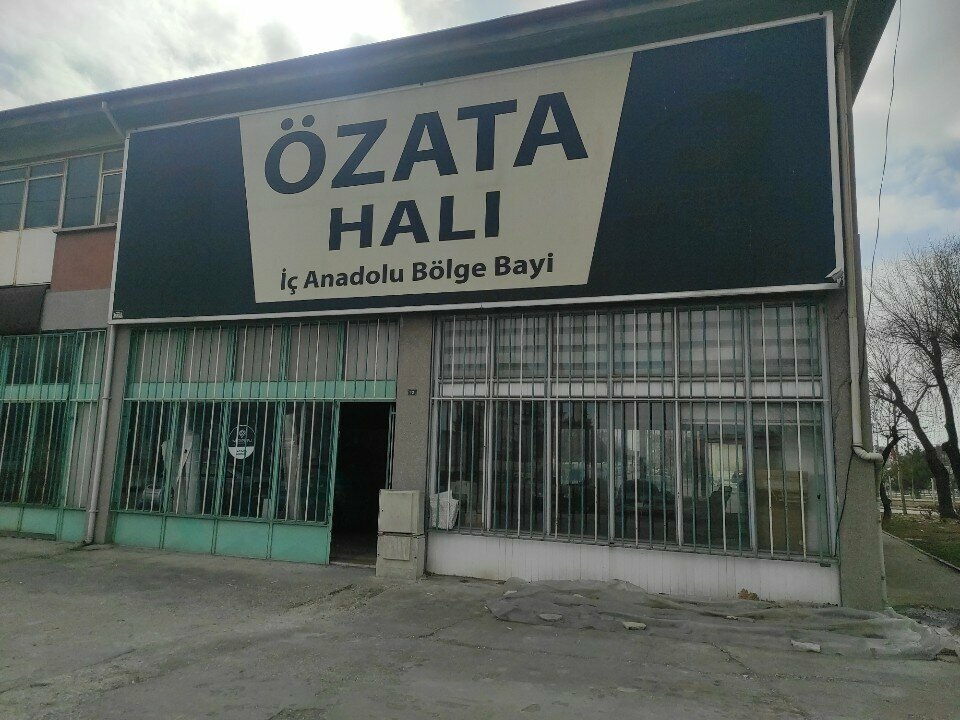 ÖZATA
HALI
İç Anadolu Bölge Bayi